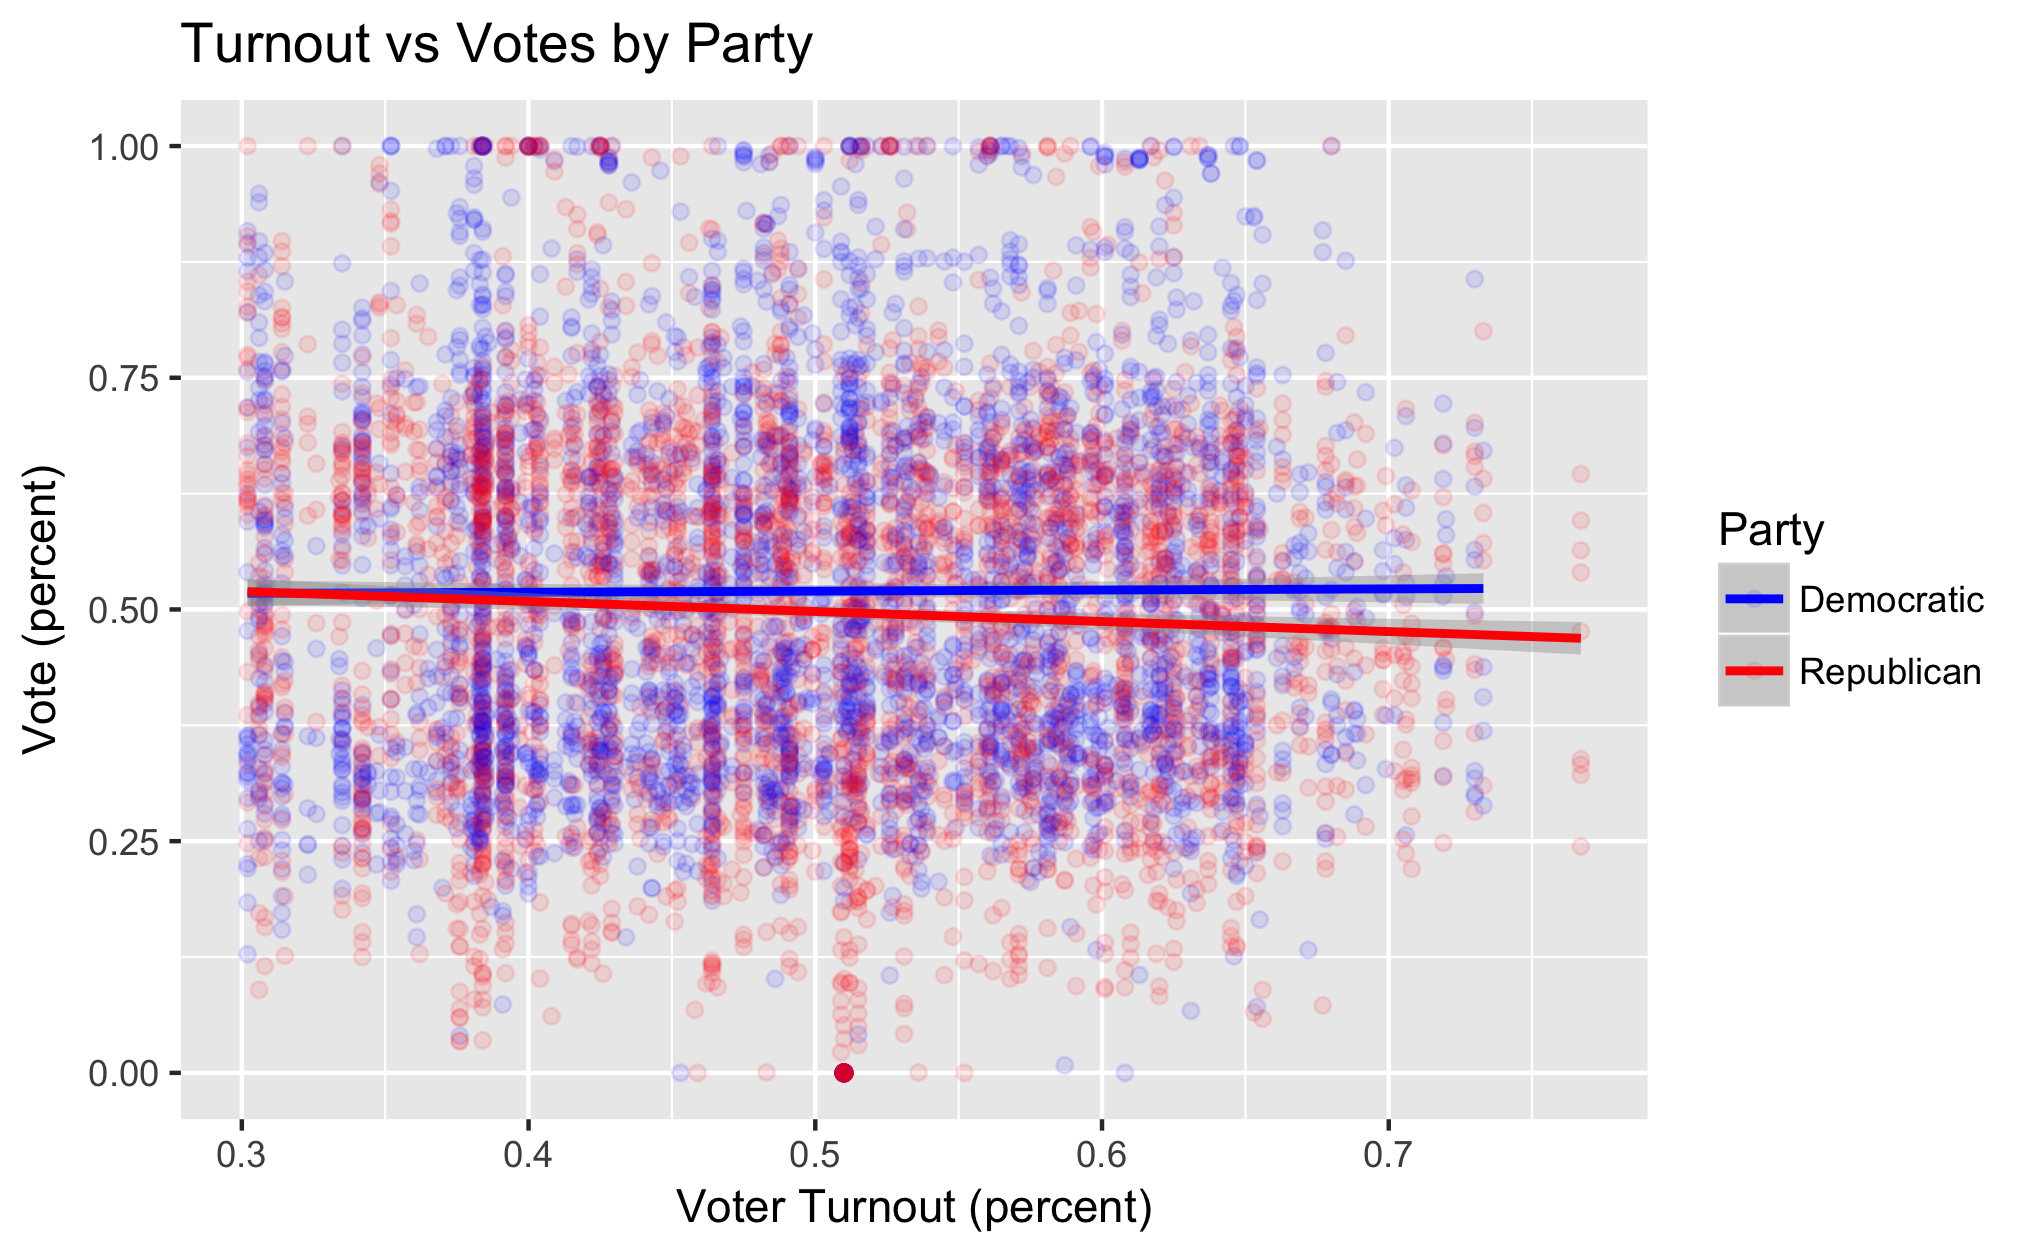 Turnout vs Votes by Party
1.00
0.75
0.50
0.25
0.00
Vote (percent)
0.3 0.4 0.5 0.6 0.7
Voter Turnout (percent)
Party
Democratic
Republican